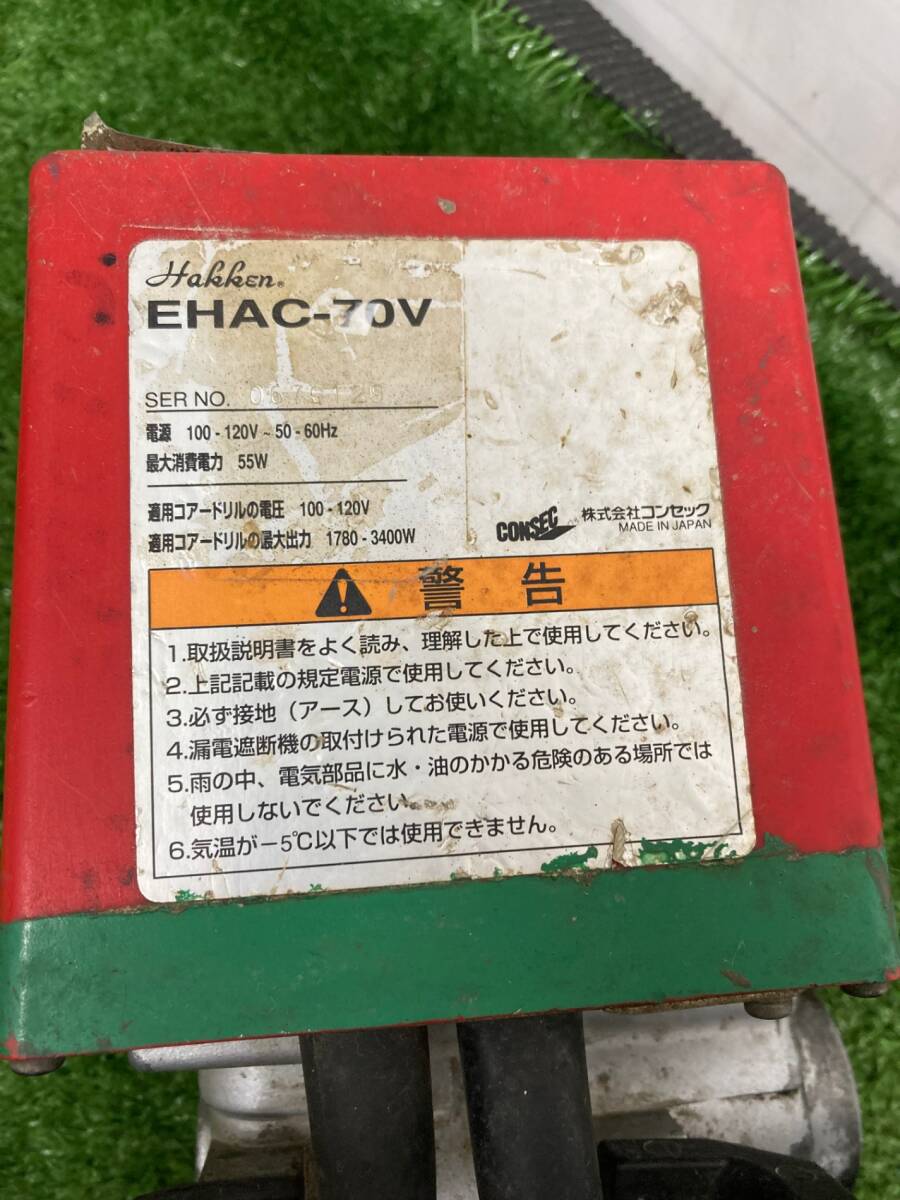 Hakken®
EHAC-70V
SER NO.
電源 100 - 120V ~ 50 - 60Hz
最大消費電力 55W
適用コアードリルの電圧 100 - 120V
適用コアードリルの最大出力 1780 - 3400W
CONSEC 株式会社コンセック
MADE IN JAPAN
警告
1.取扱説明書をよく読み、理解した上で使用してください。
2.上記記載の規定電源で使用してください。
3.必ず接地（アース）してお使いください。
4.漏電遮断機の取付けられた電源で使用してください。
5.雨の中、電気部品に水・油のかかる危険のある場所では
使用しないでください。
6.気温が－5℃以下では使用できません。